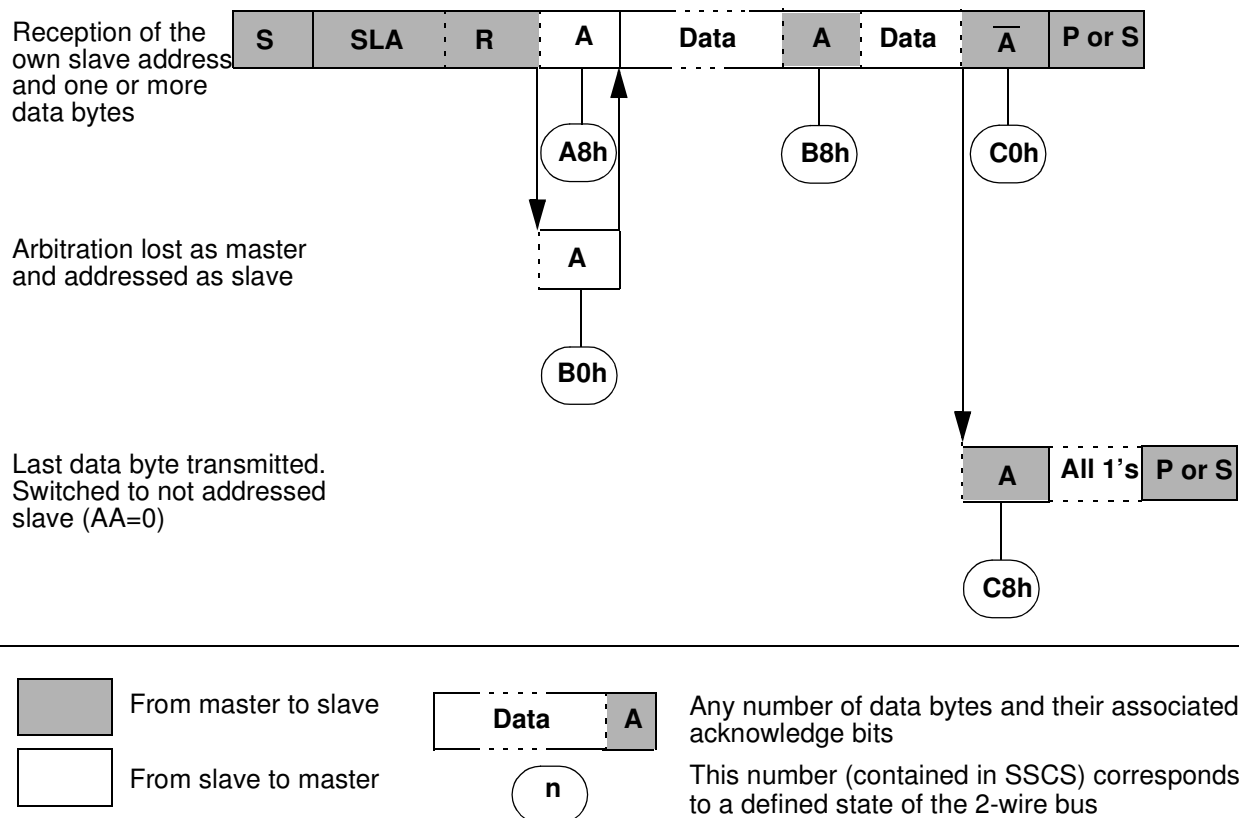 Reception of the
own slave address
and one or more
data bytes
S SLA R A Data A Data A̅ P or S
A8h B8h C0h
Arbitration lost as master
and addressed as slave
A
B0h
Last data byte transmitted.
Switched to not addressed
slave (AA=0)
A All 1's P or S
C8h
From master to slave
From slave to master
Data A
n
Any number of data bytes and their associated
acknowledge bits
This number (contained in SSCS) corresponds
to a defined state of the 2-wire bus